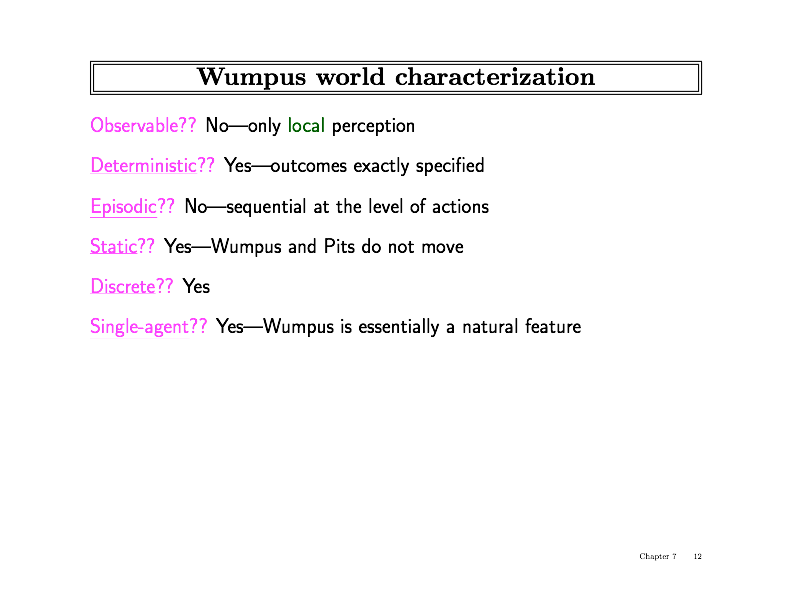 Wumpus world characterization
Observable?? No—only local perception
Deterministic?? Yes—outcomes exactly specified
Episodic?? No—sequential at the level of actions
Static?? Yes—Wumpus and Pits do not move
Discrete?? Yes
Single-agent?? Yes—Wumpus is essentially a natural feature
Chapter 7 12